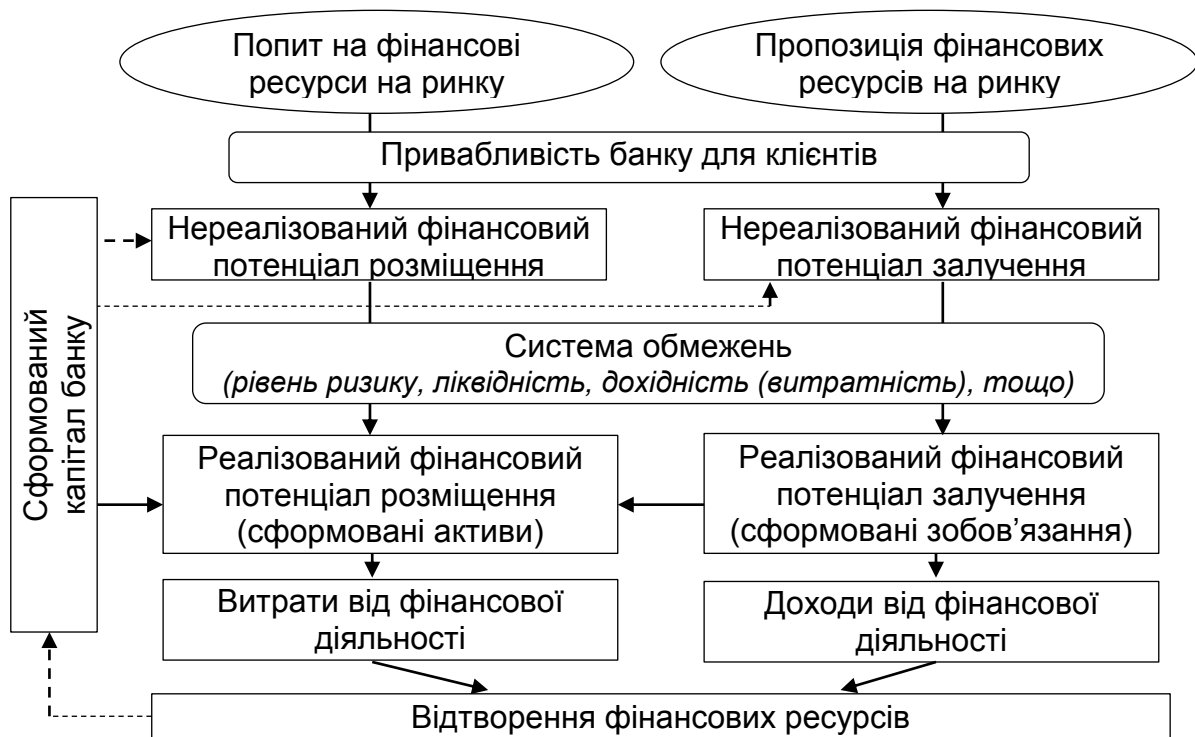 Попит на фінансові
ресурси на ринку
Пропозиція фінансових
ресурсів на ринку
Привабливість банку для клієнтів
Сформований
капітал банку
Нереалізований фінансовий
потенціал розміщення
Нереалізований фінансовий
потенціал залучення
Система обмежень
(рівень ризику, ліквідність, дохідність (витратність), тощо)
Реалізований фінансовий
потенціал розміщення
(сформовані активи)
Реалізований фінансовий
потенціал залучення
(сформовані зобов’язання)
Витрати від фінансової
діяльності
Доходи від фінансової
діяльності
Відтворення фінансових ресурсів